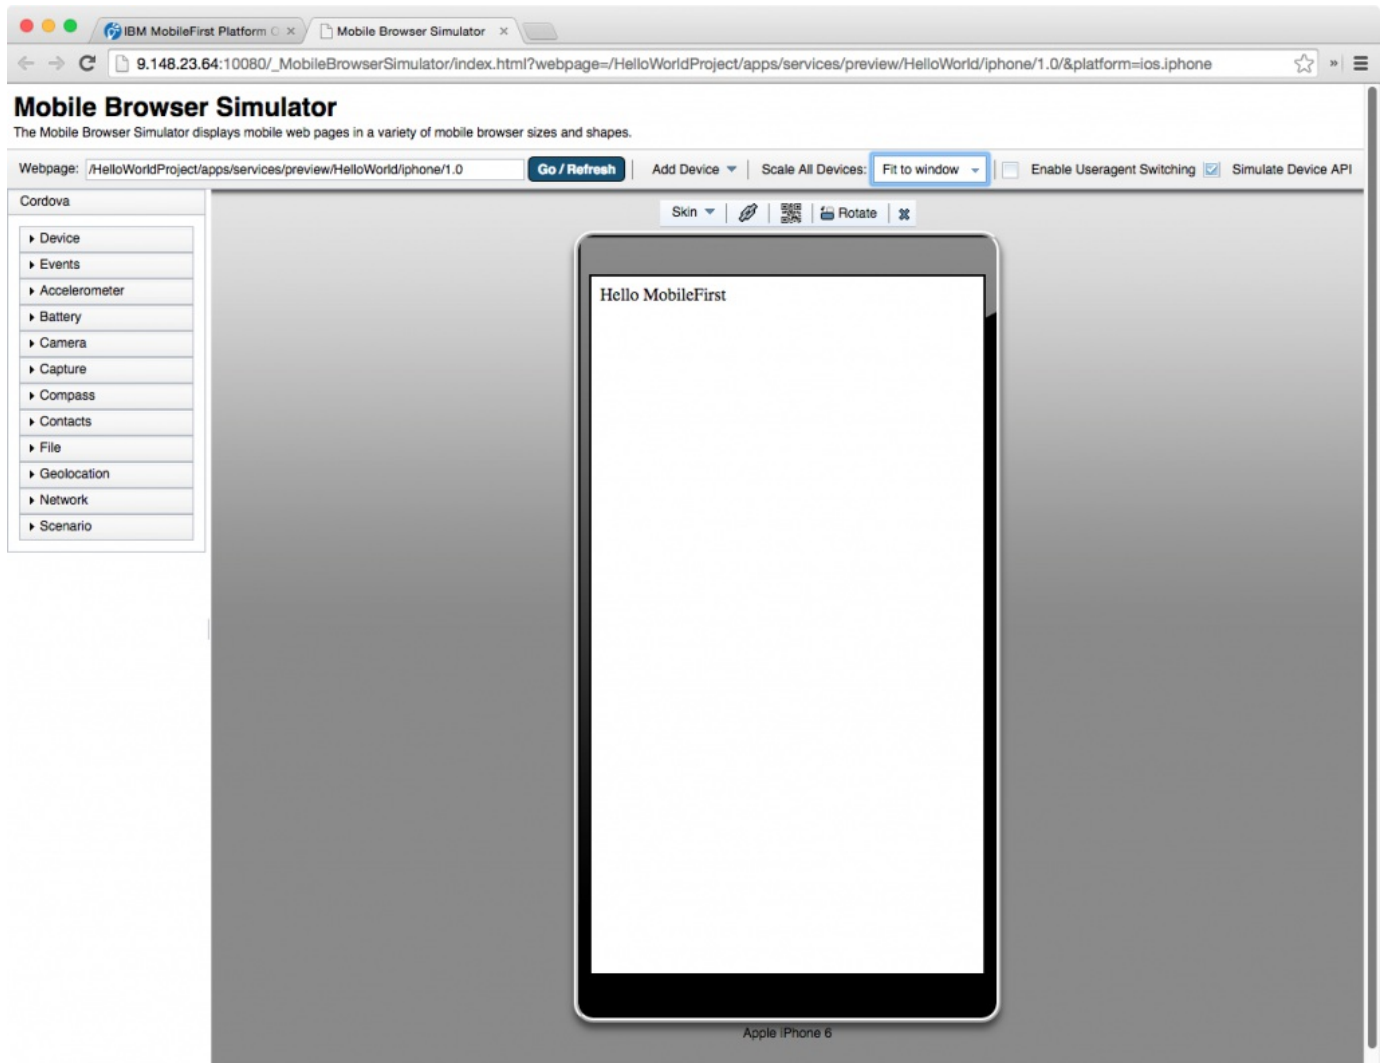 IBM MobileFirst Platform C
Mobile Browser Simulator
9.148.23.64:10080/_MobileBrowserSimulator/index.html?webpage=/HelloWorldProject/apps/services/preview/HelloWorld/iphone/1.0/&platform=ios.iphone
Mobile Browser Simulator
The Mobile Browser Simulator displays mobile web pages in a variety of mobile browser sizes and shapes.
Webpage: /HelloWorldProject/apps/services/preview/HelloWorld/iphone/1.0 Go / Refresh Add Device Scale All Devices: Fit to window Enable Useragent Switching Simulate Device API
Cordova
Skin Rotate
Device
Events
Accelerometer
Battery
Camera
Capture
Compass
Contacts
File
Geolocation
Network
Scenario
Hello MobileFirst
Apple iPhone 6